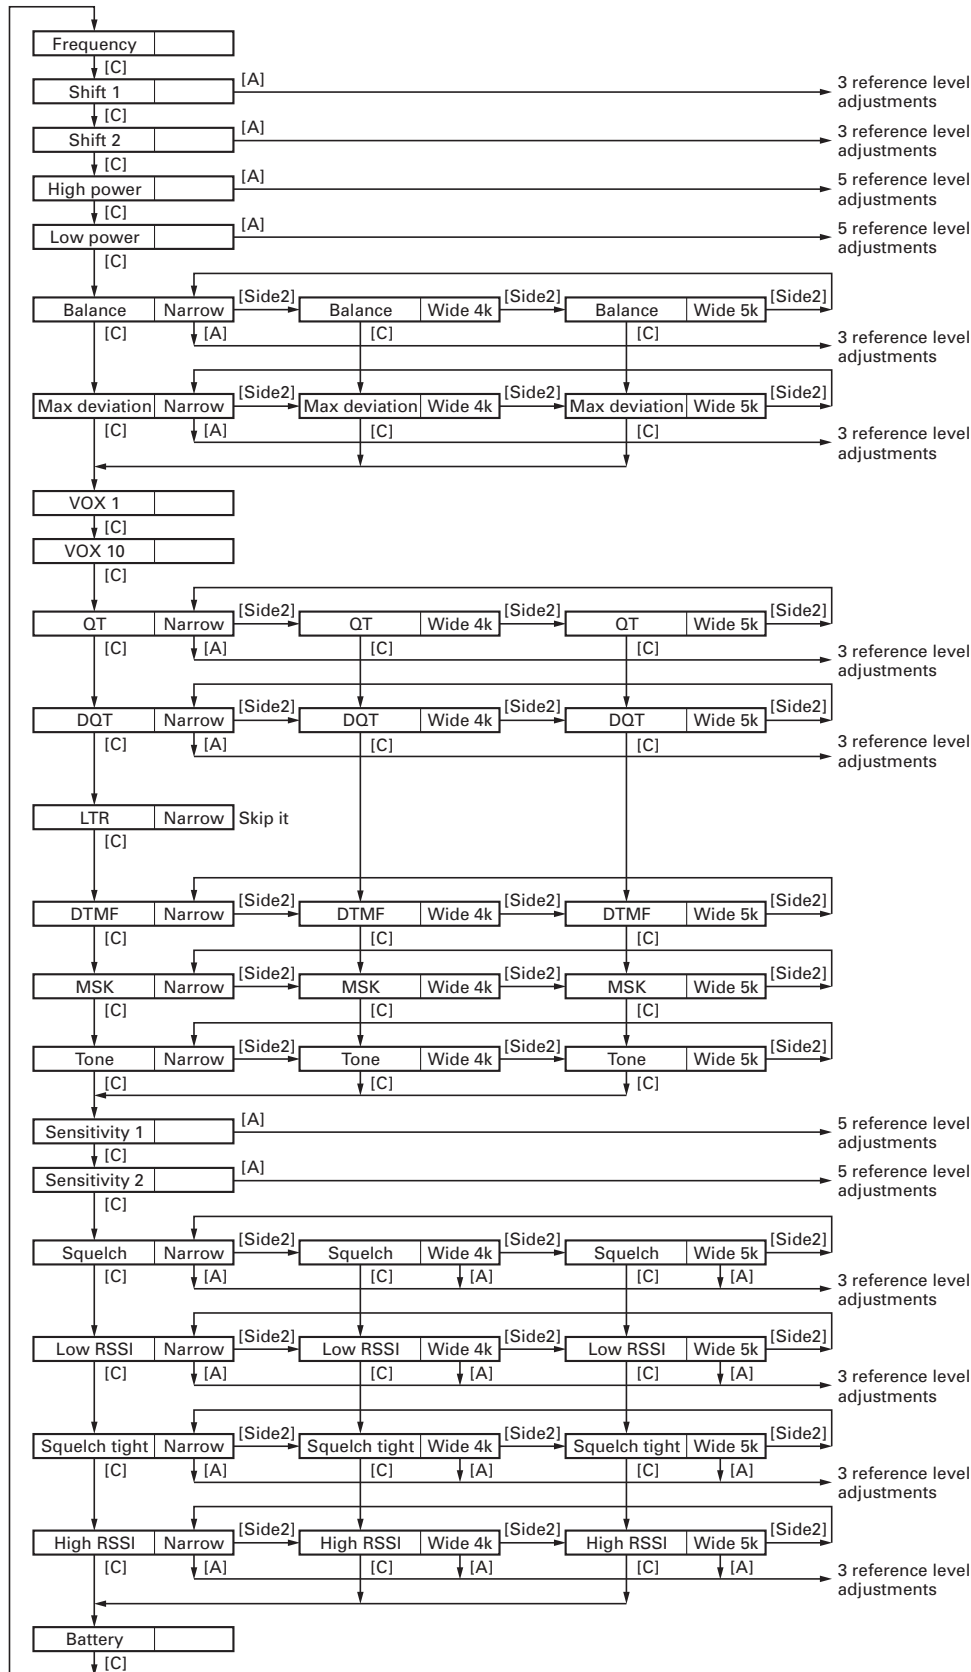 Frequency
[C]
[A]
Shift 1
3 reference level
adjustments
[C]
[A]
Shift 2
3 reference level
adjustments
[C]
[A]
High power
5 reference level
adjustments
[C]
[A]
Low power
5 reference level
adjustments
[C]
Balance Narrow [Side2] Balance Wide 4k [Side2] Balance Wide 5k [Side2]
[C] [A] [C] [C]
3 reference level
adjustments
Max deviation Narrow [Side2] Max deviation Wide 4k [Side2] Max deviation Wide 5k [Side2]
[C] [A] [C] [C]
3 reference level
adjustments
VOX 1
[C]
VOX 10
[C]
QT Narrow [Side2] QT Wide 4k [Side2] QT Wide 5k [Side2]
[C] [A] [C] [C]
3 reference level
adjustments
DQT Narrow [Side2] DQT Wide 4k [Side2] DQT Wide 5k [Side2]
[C] [A] [C] [C]
3 reference level
adjustments
LTR Narrow Skip it
[C]
DTMF Narrow [Side2] DTMF Wide 4k [Side2] DTMF Wide 5k [Side2]
[C] [C] [C]
MSK Narrow [Side2] MSK Wide 4k [Side2] MSK Wide 5k [Side2]
[C] [C] [C]
Tone Narrow [Side2] Tone Wide 4k [Side2] Tone Wide 5k [Side2]
[C] [C] [C]
[A]
Sensitivity 1
5 reference level
adjustments
[C]
[A]
Sensitivity 2
5 reference level
adjustments
[C]
Squelch Narrow [Side2] Squelch Wide 4k [Side2] Squelch Wide 5k [Side2]
[C] [A] [C] [A] [C] [A]
3 reference level
adjustments
Low RSSI Narrow [Side2] Low RSSI Wide 4k [Side2] Low RSSI Wide 5k [Side2]
[C] [A] [C] [A] [C] [A]
3 reference level
adjustments
Squelch tight Narrow [Side2] Squelch tight Wide 4k [Side2] Squelch tight Wide 5k [Side2]
[C] [A] [C] [A] [C] [A]
3 reference level
adjustments
High RSSI Narrow [Side2] High RSSI Wide 4k [Side2] High RSSI Wide 5k [Side2]
[C] [A] [C] [A] [C] [A]
3 reference level
adjustments
Battery
[C]